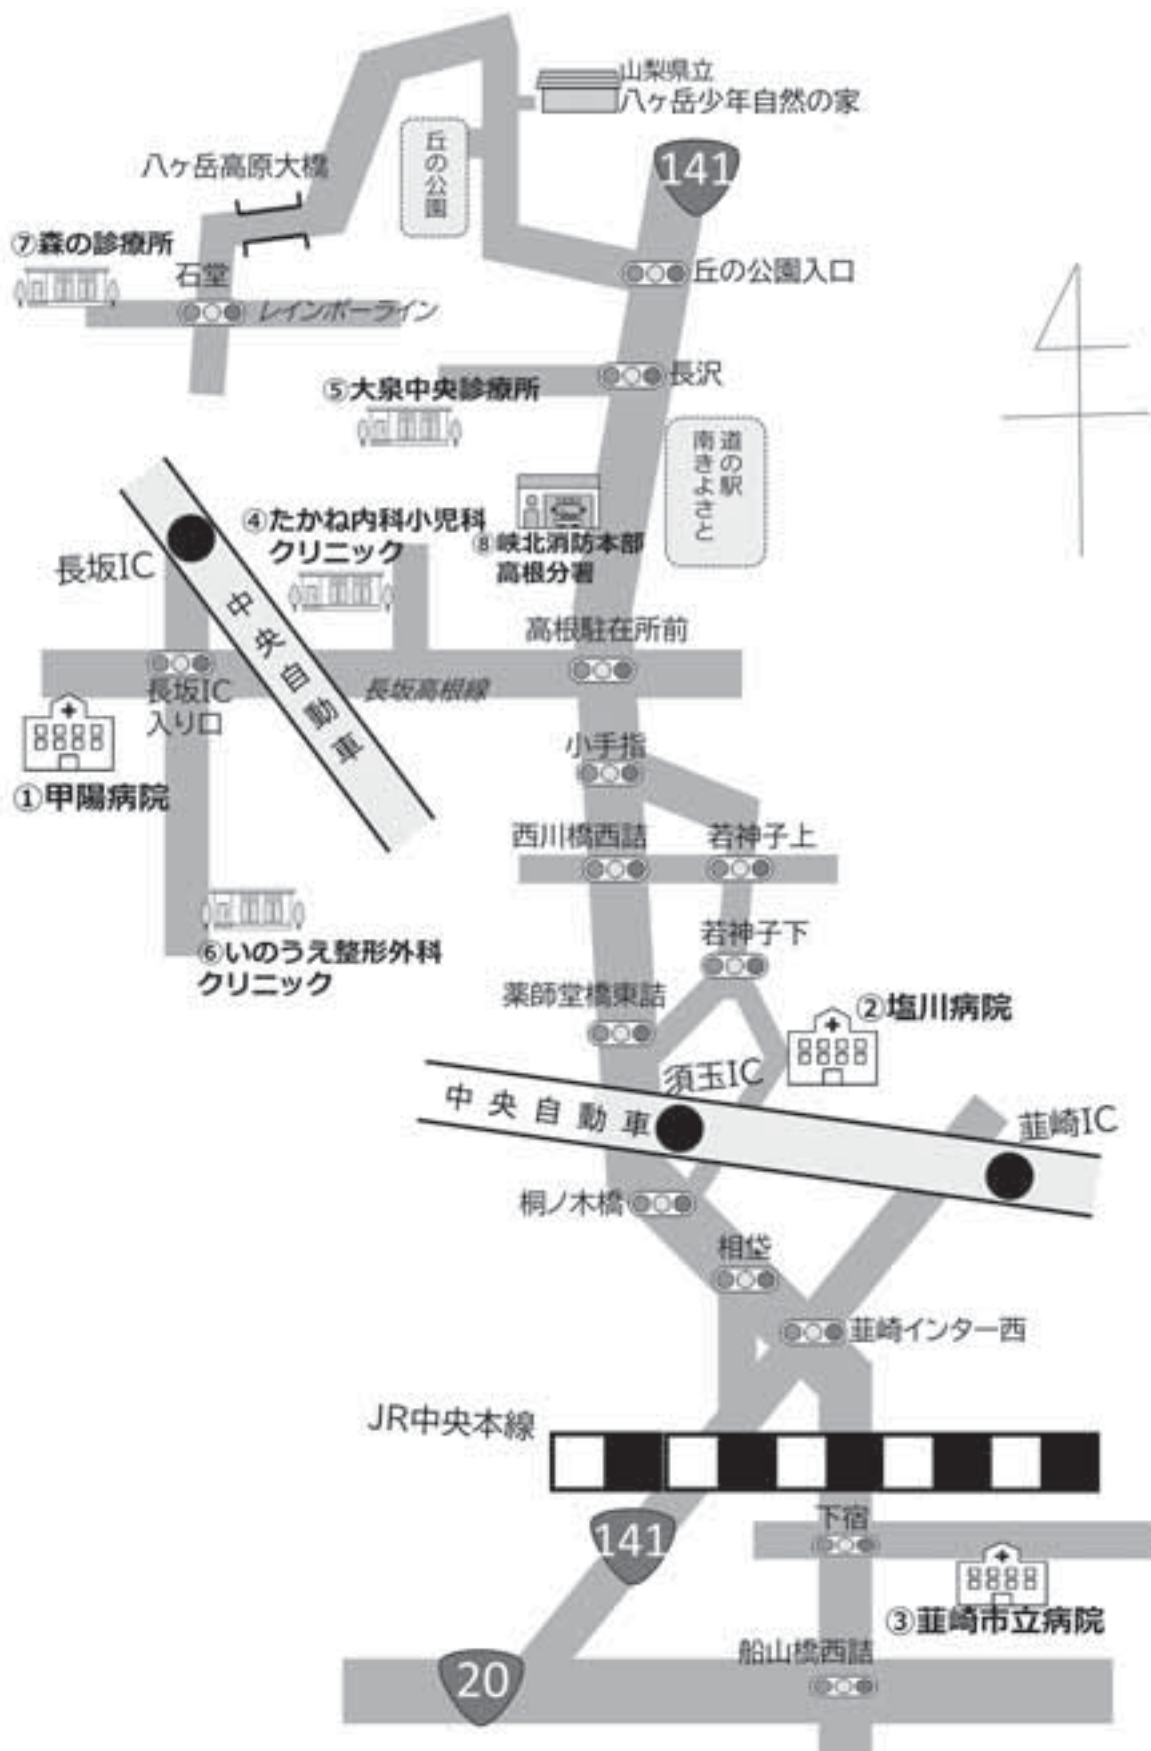 山梨県立
八ヶ岳少年自然の家
丘の公園
141
八ヶ岳高原大橋
⑦森の診療所
石堂
レインボーライン
丘の公園入口
長沢
⑤大泉中央診療所
道の駅
南きよさと
④たかね内科小児科
クリニック
⑧峡北消防本部
高根分署
長坂IC
中央自動車
高根駐在所前
長坂IC
入り口
長坂高根線
①甲陽病院
小手指
西川橋西詰
若神子上
⑥いのうえ整形外科
クリニック
若神子下
薬師堂橋東詰
②塩川病院
須玉IC
中央自動車
韮崎IC
桐ノ木橋
相垈
韮崎インター西
JR中央本線
141
下宿
③韮崎市立病院
船山橋西詰
20